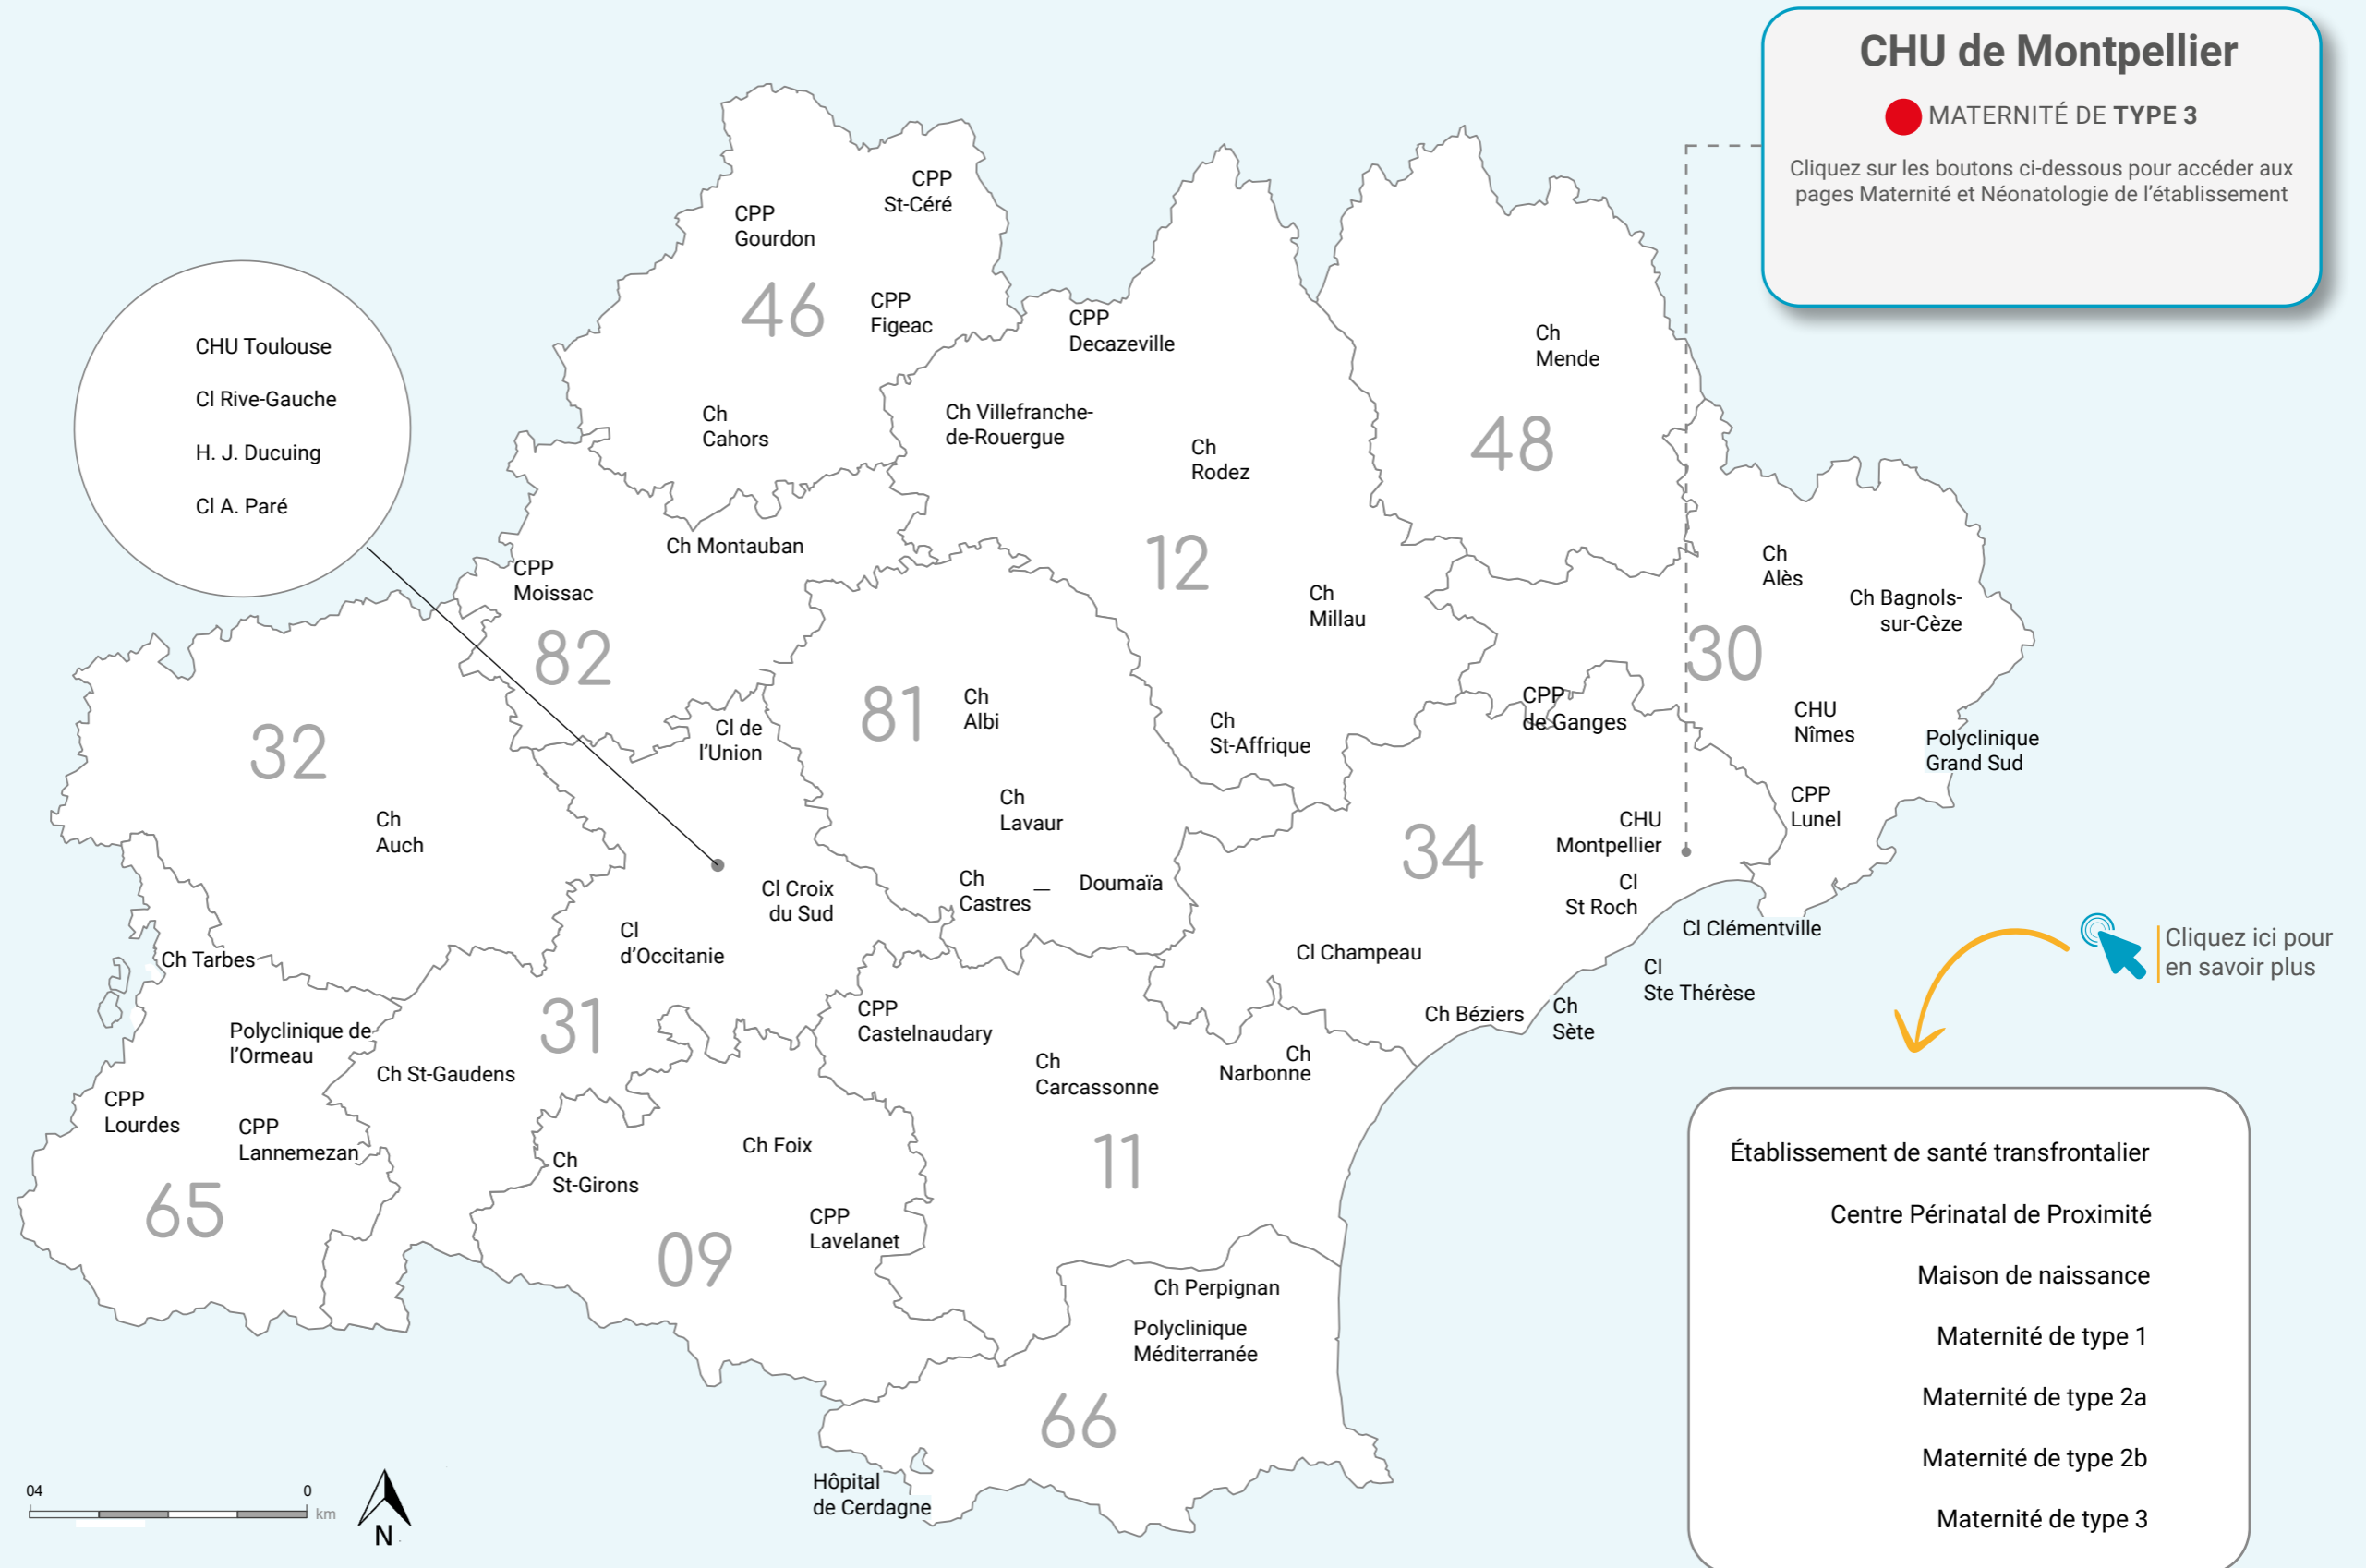 CHU de Montpellier
MATERNITÉ DE TYPE 3
Cliquez sur les boutons ci-dessous pour accéder aux
pages Maternité et Néonatologie de l'établissement
CPP
St-Céré
CPP
Gourdon
46
CPP
Figeac
Ch
Cahors
CHU Toulouse
Cl Rive-Gauche
H. J. Ducuing
Cl A. Paré
CPP
Decazeville
Ch Villefranche-
de-Rouergue
Ch
Rodez
12
Ch
Millau
Ch
St-Affrique
Ch
Mende
48
Ch
Alès
Ch Bagnols-
sur-Cèze
30
CHU
Nîmes
Polyclinique
Grand Sud
CPP
Lunel
Ch Montauban
CPP
Moissac
82
32
Ch
Auch
Cl de
l'Union
81
Ch
Albi
Ch
Lavaur
Ch
Castres
— Doumaïa
CPP
de Ganges
34
CHU
Montpellier
Cl
St Roch
Cl Clémentville
Cl Champeau
Cl
Ste Thérèse
Ch Béziers
Ch
Sète
Cliquez ici pour
en savoir plus
Cl Croix
du Sud
Cl
d'Occitanie
31
Ch St-Gaudens
Ch Tarbes
Polyclinique de
l'Ormeau
CPP
Lourdes
CPP
Lannemezan
65
CPP
Castelnaudary
Ch
Carcassonne
Ch
Narbonne
11
Ch
St-Girons
Ch Foix
CPP
Lavelanet
09
Ch Perpignan
Polyclinique
Méditerranée
66
Hôpital
de Cerdagne
Établissement de santé transfrontalier
Centre Périnatal de Proximité
Maison de naissance
Maternité de type 1
Maternité de type 2a
Maternité de type 2b
Maternité de type 3
04 0
km
N